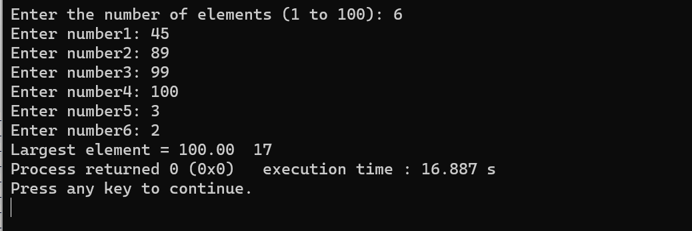 Enter the number of elements (1 to 100): 6
Enter number1: 45
Enter number2: 89
Enter number3: 99
Enter number4: 100
Enter number5: 3
Enter number6: 2
Largest element = 100.00  17
Process returned 0 (0x0)   execution time : 16.887 s
Press any key to continue.